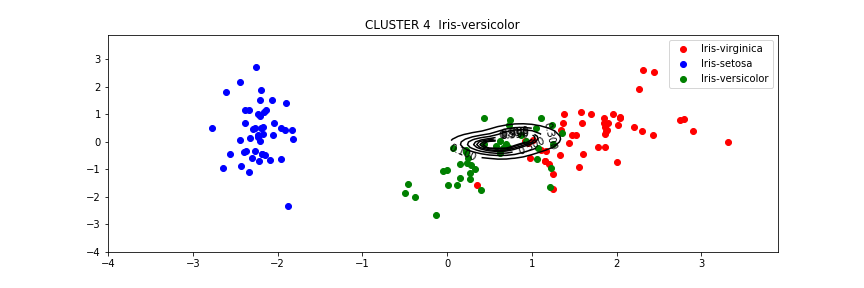 CLUSTER 4 Iris-versicolor
Iris-virginica
Iris-setosa
Iris-versicolor
3
2
1
0
−1
−2
−3
−4
−4 −3 −2 −1 0 1 2 3